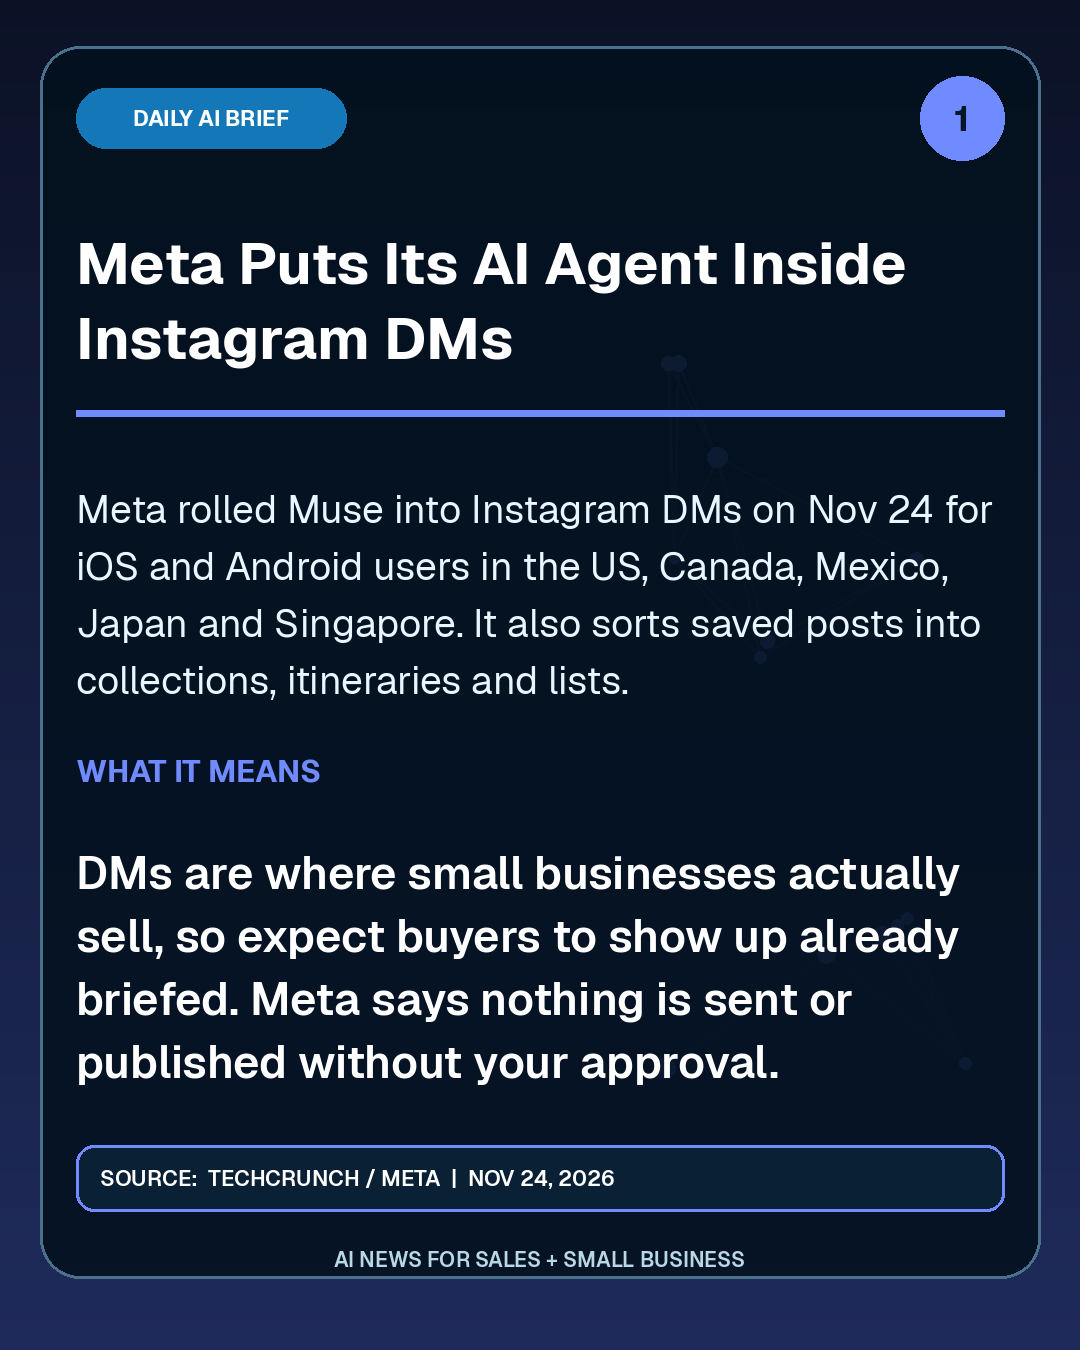 DAILY AI BRIEF
1
Meta Puts Its AI Agent Inside
Instagram DMs
Meta rolled Muse into Instagram DMs on Nov 24 for
iOS and Android users in the US, Canada, Mexico,
Japan and Singapore. It also sorts saved posts into
collections, itineraries and lists.
WHAT IT MEANS
DMs are where small businesses actually
sell, so expect buyers to show up already
briefed. Meta says nothing is sent or
published without your approval.
SOURCE: TECHCRUNCH / META | NOV 24, 2026
AI NEWS FOR SALES + SMALL BUSINESS